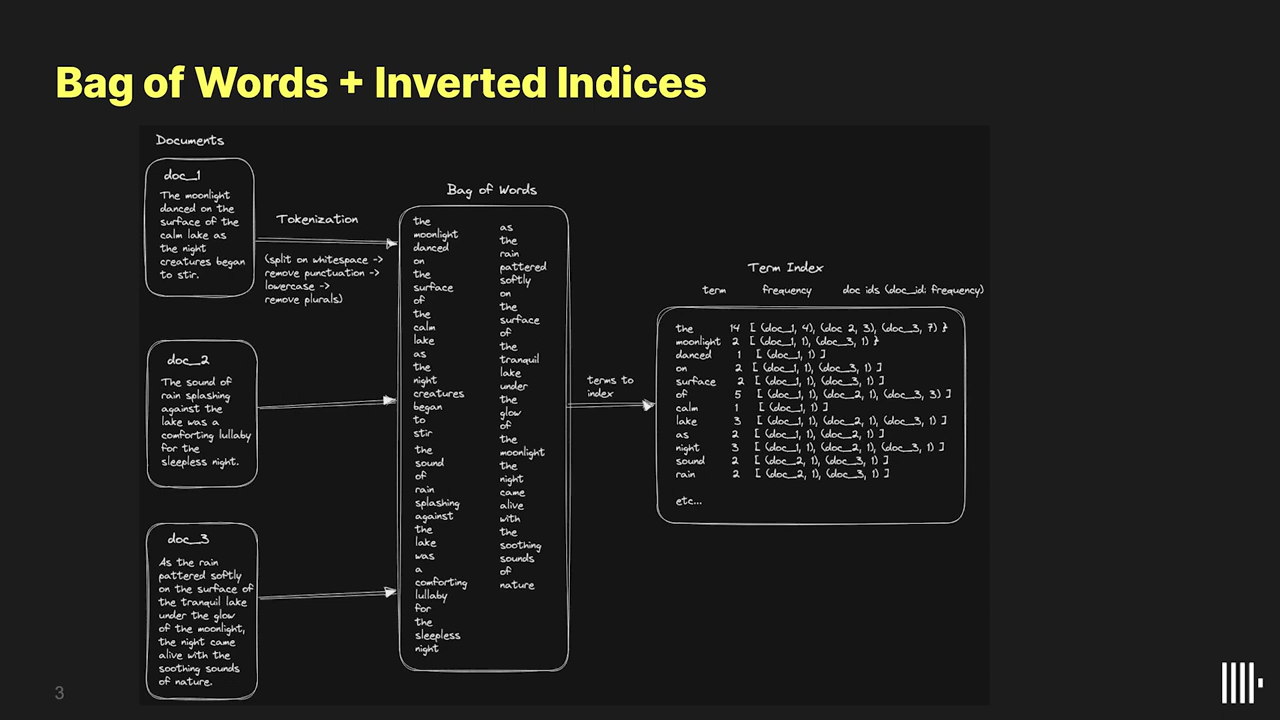 Bag of Words + Inverted Indices
Documents
doc_1
The moonlight
danced on the
surface of the
calm lake as
the night
creatures began
to stir.
Tokenization
(split on whitespace ->
remove punctuation ->
lowercase ->
remove plurals)
doc_2
The sound of
rain splashing
against the
lake was a
comforting lullaby
for the
sleepless night.
doc_3
As the rain
pattered softly
on the surface of
the tranquil lake
under the glow
of the moonlight,
the night came
alive with the
soothing sounds
of nature.
Bag of Words
the
moonlight
danced
on
the
surface
of
the
calm
lake
as
the
night
creatures
began
to
stir
the
sound
of
rain
splashing
against
the
lake
was
a
comforting
lullaby
for
the
sleepless
night
as
the
rain
pattered
softly
on
the
surface
of
the
tranquil
lake
under
the
glow
of
the
moonlight
the
night
came
alive
with
the
soothing
sounds
of
nature
terms to
index
Term Index
term frequency doc ids (doc_id: frequency)
the 14 [ (doc_1, 4), (doc 2, 3), (doc_3, 7) }
moonlight 2 [ (doc_1, 1), (doc_3, 1) }
danced 1 [ (doc_1, 1) ]
on 2 [ (doc_1, 1), (doc_3, 1) ]
surface 2 [ (doc_1, 1), (doc_3, 1) ]
of 5 [ (doc_1, 1), (doc_2, 1), (doc_3, 3) ]
calm 1 [ (doc_1, 1) ]
lake 3 [ (doc_1, 1), (doc_2, 1), (doc_3, 1) ]
as 2 [ (doc_1, 1), (doc_2, 1) ]
night 3 [ (doc_1, 1), (doc_2, 1), (doc_3, 1) ]
sound 2 [ (doc_2, 1), (doc_3, 1) ]
rain 2 [ (doc_2, 1), (doc_3, 1) ]
etc...
3